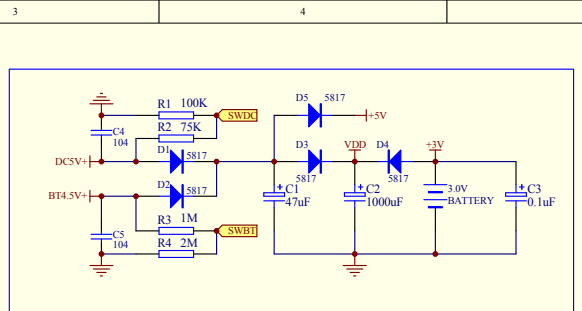 3 4
R1 100K
SWDC
R2 75K
C4
104
DC5V+
D1
5817
D5 5817
+5V
D3
5817
VDD
D4
5817
+3V
BT4.5V+
D2
5817
C1
47uF
C2
1000uF
3.0V
BATTERY
C3
0.1uF
R3 1M
SWBT
R4 2M
C5
104